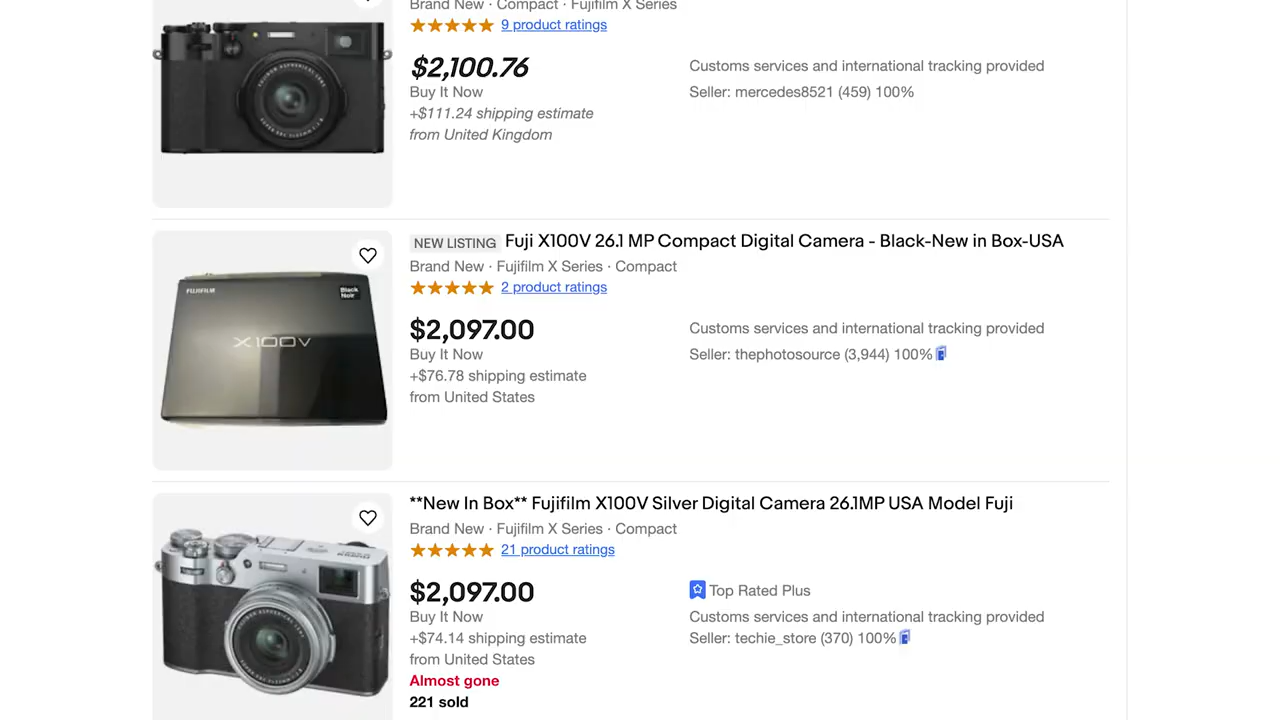 Brand New · Compact · Fujifilm X Series
9 product ratings
$2,100.76
Buy It Now
+$111.24 shipping estimate
from United Kingdom
Customs services and international tracking provided
Seller: mercedes8521 (459) 100%
FUJIFILM
Black
Noir
X100V
NEW LISTING Fuji X100V 26.1 MP Compact Digital Camera - Black-New in Box-USA
Brand New · Fujifilm X Series · Compact
2 product ratings
$2,097.00
Buy It Now
+$76.78 shipping estimate
from United States
Customs services and international tracking provided
Seller: thephotosource (3,944) 100%
**New In Box** Fujifilm X100V Silver Digital Camera 26.1MP USA Model Fuji
Brand New · Fujifilm X Series · Compact
21 product ratings
$2,097.00
Buy It Now
+$74.14 shipping estimate
from United States
Almost gone
221 sold
Top Rated Plus
Customs services and international tracking provided
Seller: techie_store (370) 100%